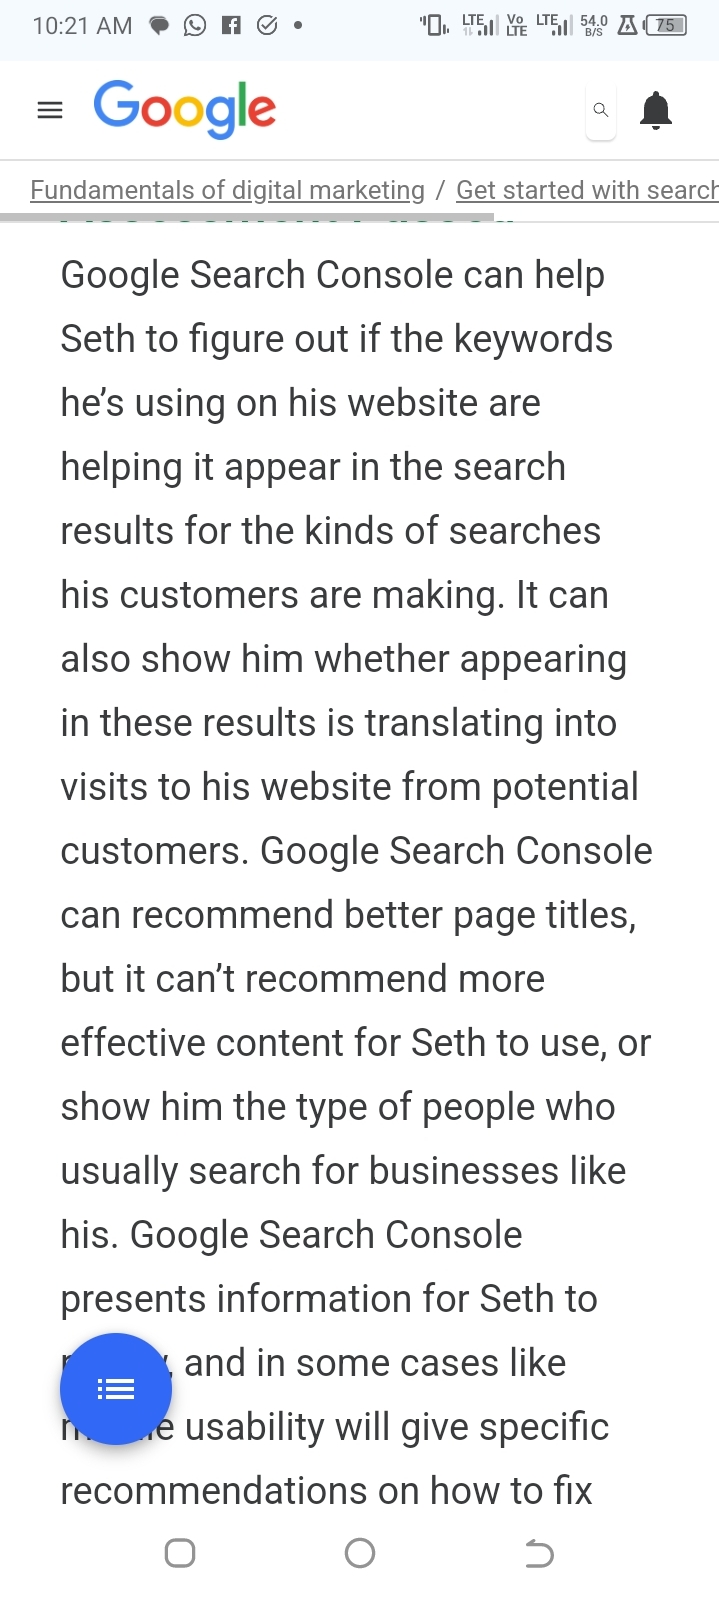 10:21 AM LTE Vo LTE LTE 54.0 B/S 75
Google
Fundamentals of digital marketing / Get started with search
Google Search Console can help
Seth to figure out if the keywords
he’s using on his website are
helping it appear in the search
results for the kinds of searches
his customers are making. It can
also show him whether appearing
in these results is translating into
visits to his website from potential
customers. Google Search Console
can recommend better page titles,
but it can’t recommend more
effective content for Seth to use, or
show him the type of people who
usually search for businesses like
his. Google Search Console
presents information for Seth to
and in some cases like
usability will give specific
recommendations on how to fix